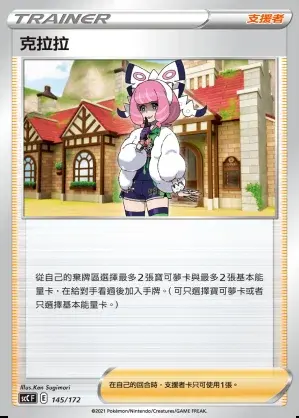 TRAINER 支援者
克拉拉
從自己的棄牌區選擇最多2張寶可夢卡與最多2張基本能
量卡，在給對手看過後加入手牌。（可只選擇寶可夢卡或者
只選擇基本能量卡。）
Illus.Ken Sugimori
SCC F E 145/172
在自己的回合時，支援者卡只可使用1張。
©2021 Pokémon/Nintendo/Creatures/GAME FREAK.